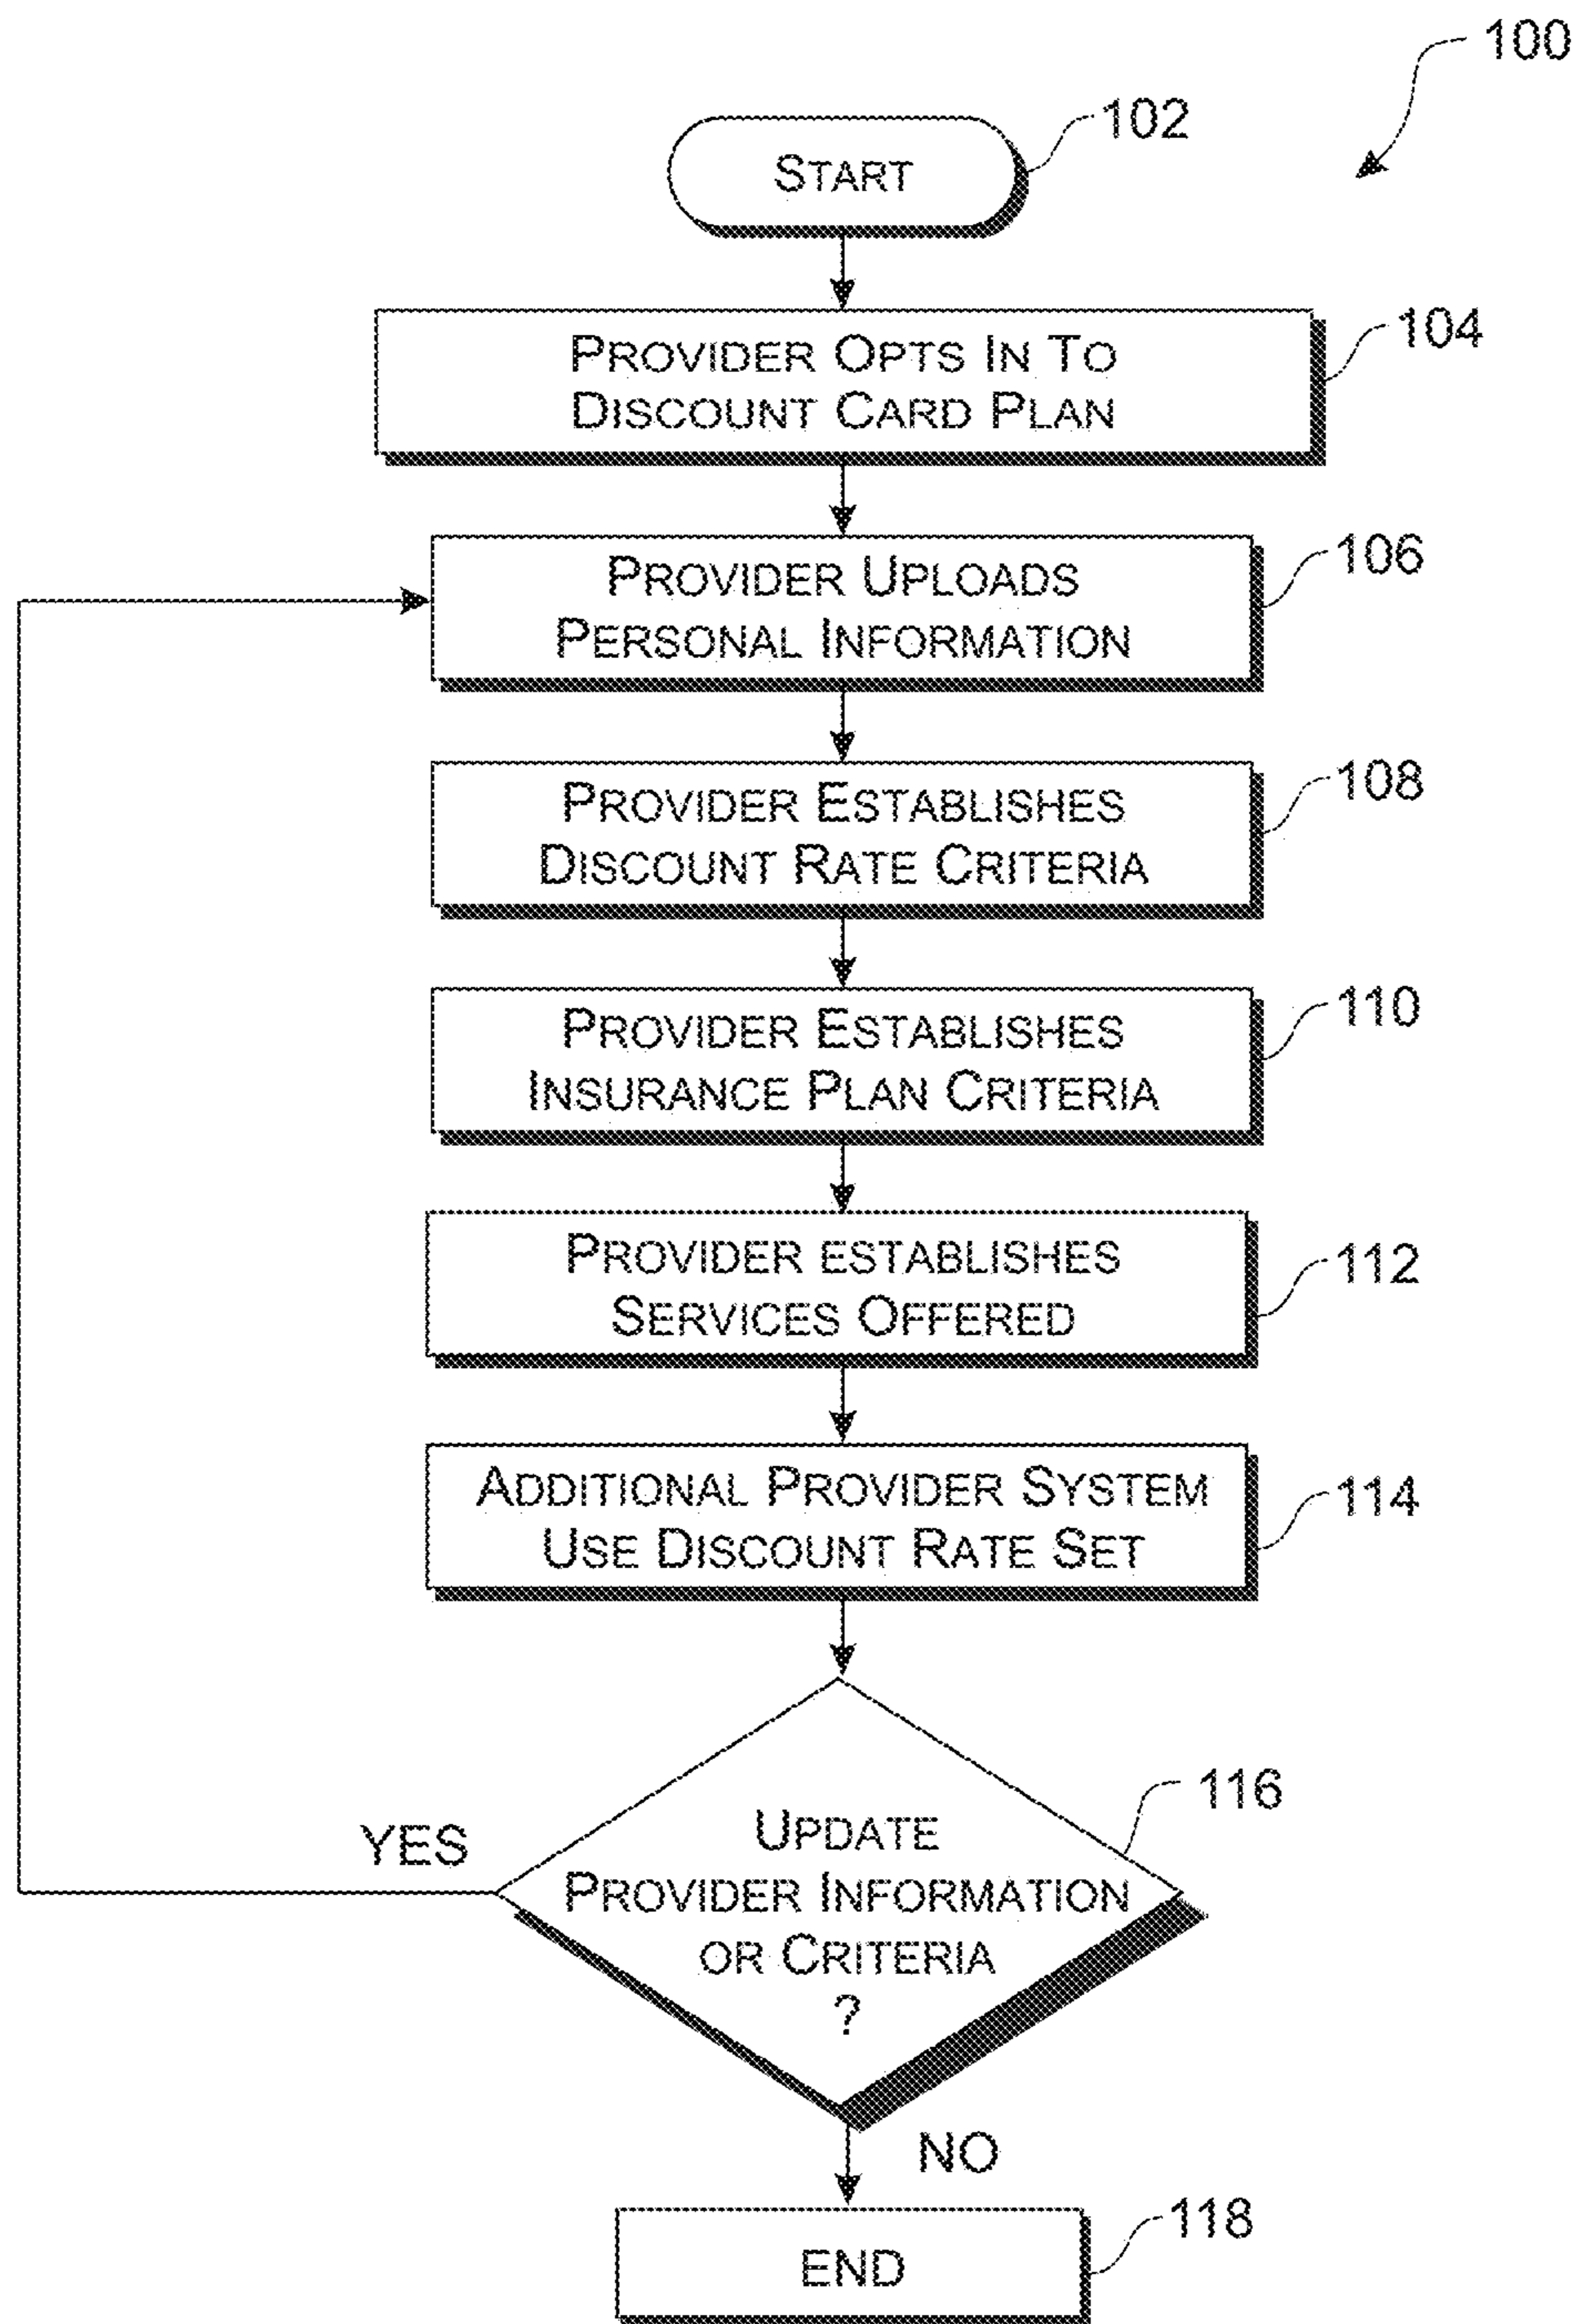 100
102
START
104
PROVIDER OPTS IN TO
DISCOUNT CARD PLAN
106
PROVIDER UPLOADS
PERSONAL INFORMATION
108
PROVIDER ESTABLISHES
DISCOUNT RATE CRITERIA
110
PROVIDER ESTABLISHES
INSURANCE PLAN CRITERIA
112
PROVIDER ESTABLISHES
SERVICES OFFERED
114
ADDITIONAL PROVIDER SYSTEM
USE DISCOUNT RATE SET
116
YES
UPDATE
PROVIDER INFORMATION
OR CRITERIA
?
NO
118
END